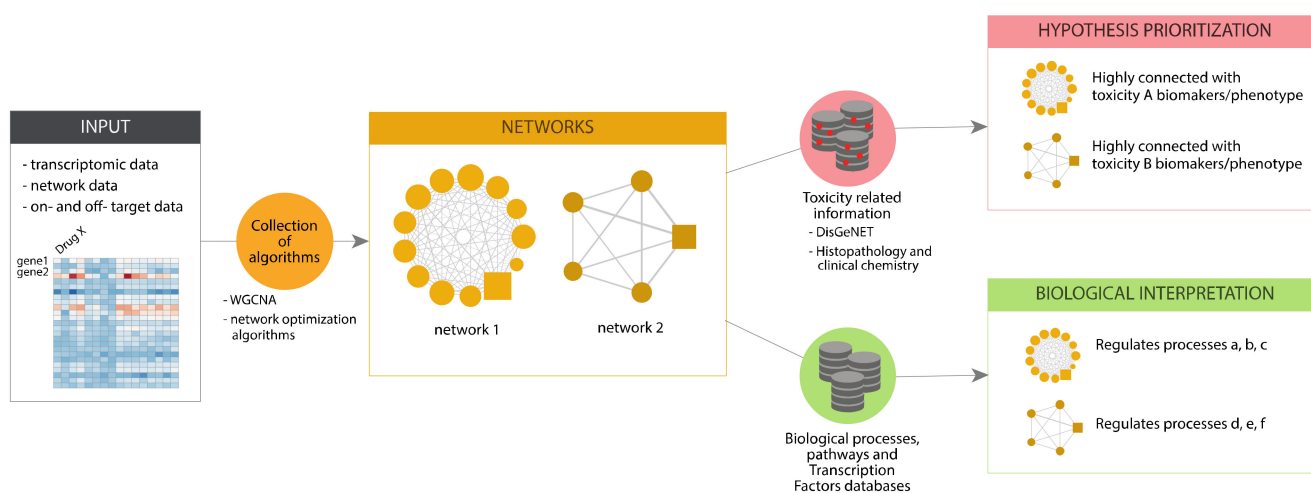 INPUT
- transcriptomic data
- network data
- on- and off- target data
Drug X
gene1
gene2
Collection
of
algorithms
- WGCNA
- network optimization
algorithms
NETWORKS
network 1
network 2
Toxicity related
information
- DisGeNET
- Histopathology and
clinical chemistry
Biological processes,
pathways and
Transcription
Factors databases
HYPOTHESIS PRIORITIZATION
Highly connected with
toxicity A biomakers/phenotype
Highly connected with
toxicity B biomakers/phenotype
BIOLOGICAL INTERPRETATION
Regulates processes a, b, c
Regulates processes d, e, f